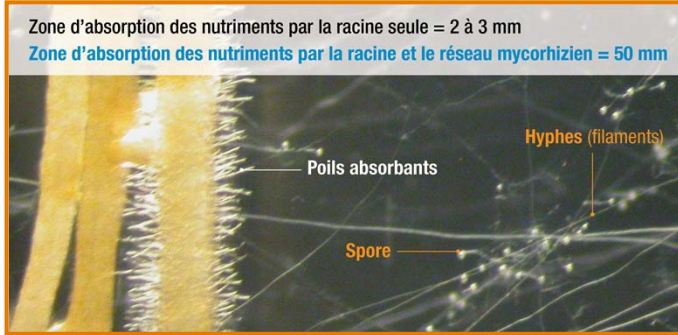 Zone d'absorption des nutriments par la racine seule = 2 à 3 mm
Zone d'absorption des nutriments par la racine et le réseau mycorhizien = 50 mm
Hyphes (filaments)
Poils absorbants
Spore